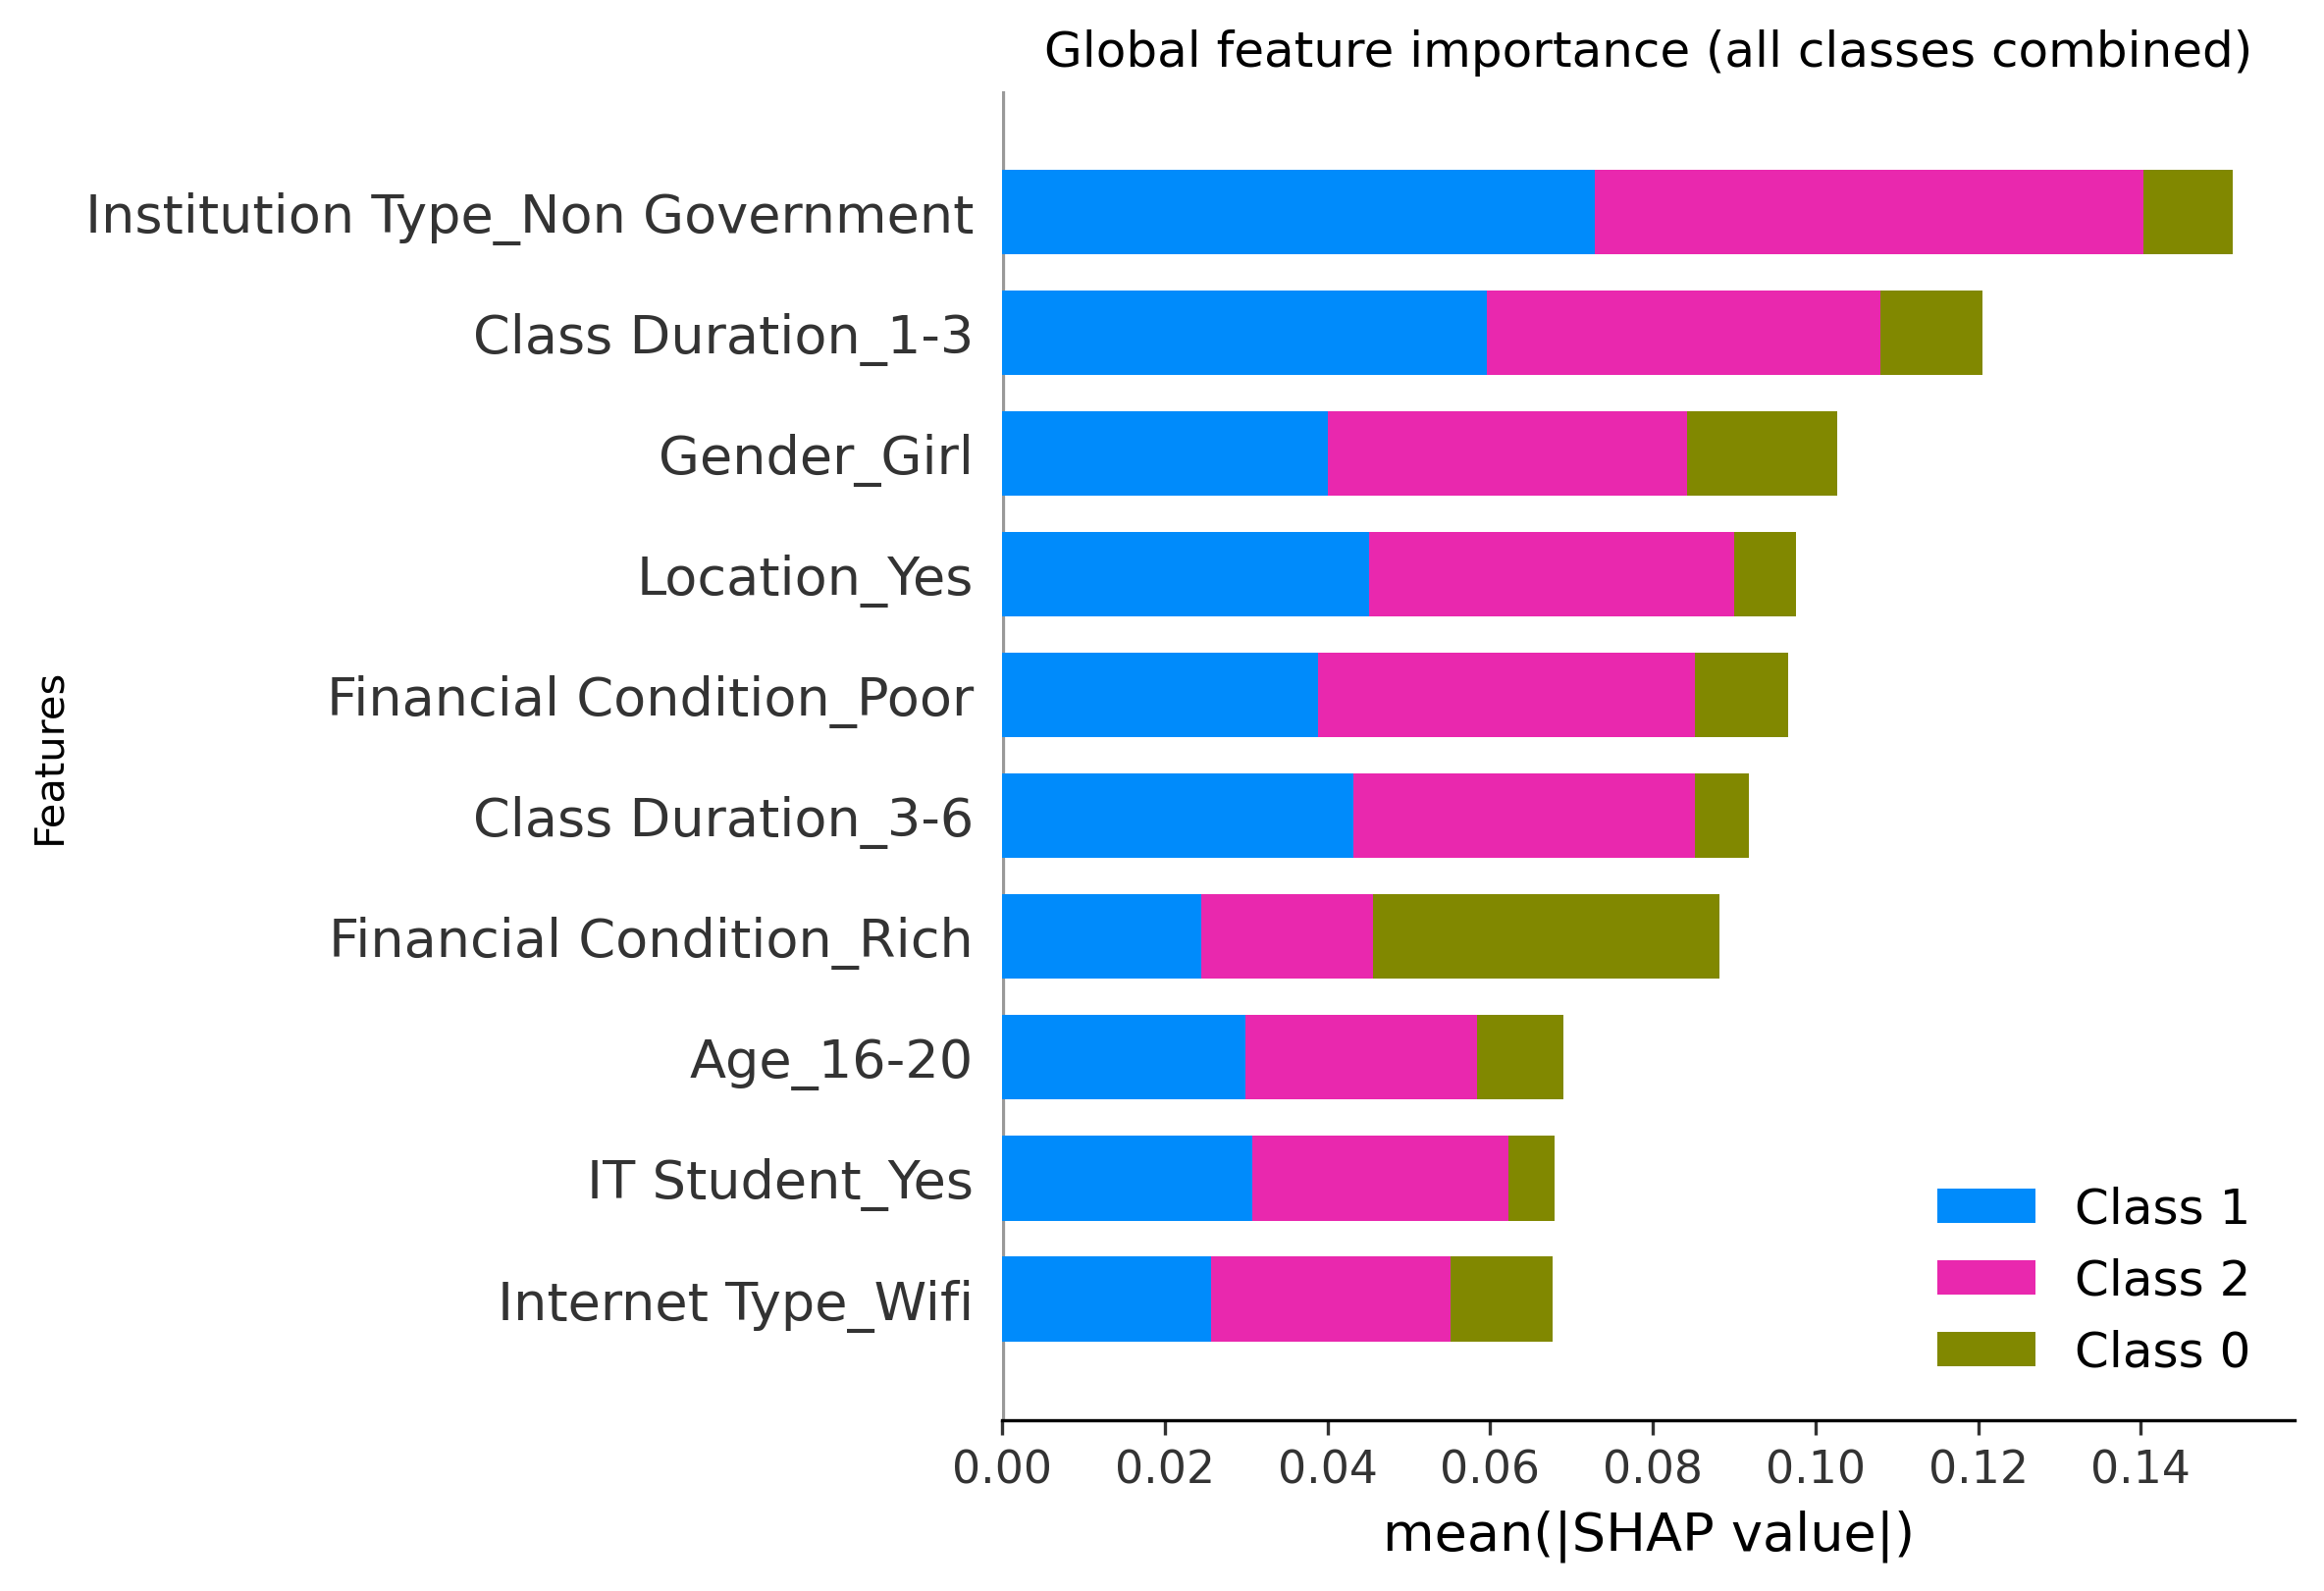 Global feature importance (all classes combined)
Institution Type_Non Government
Class Duration_1-3
Gender_Girl
Location_Yes
Financial Condition_Poor
Class Duration_3-6
Financial Condition_Rich
Age_16-20
IT Student_Yes
Internet Type_Wifi
Features
Class 1
Class 2
Class 0
0.00 0.02 0.04 0.06 0.08 0.10 0.12 0.14
mean(|SHAP value|)